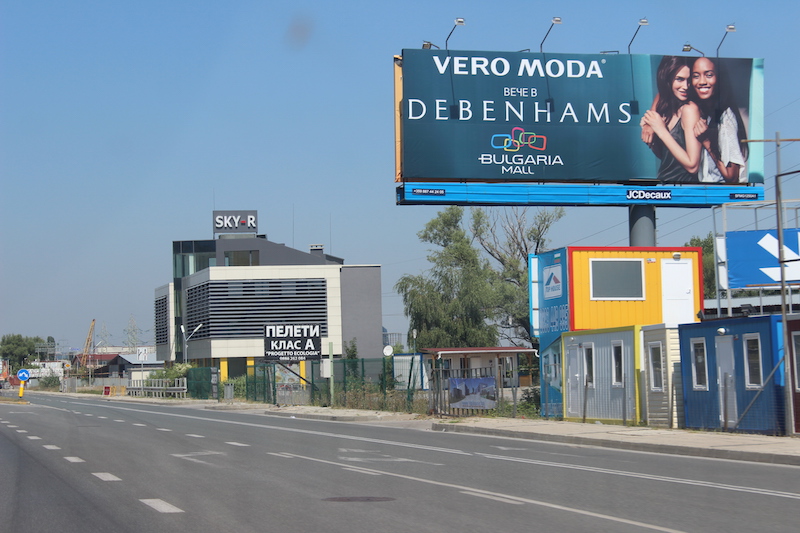 VERO MODA
ВЕЧЕ В
DEBENHAMS
BULGARIA
MALL
JCDecaux
SKY-R
ПЕЛЕТИ
КЛАС А
"PROGETTO ECOLOGIA"